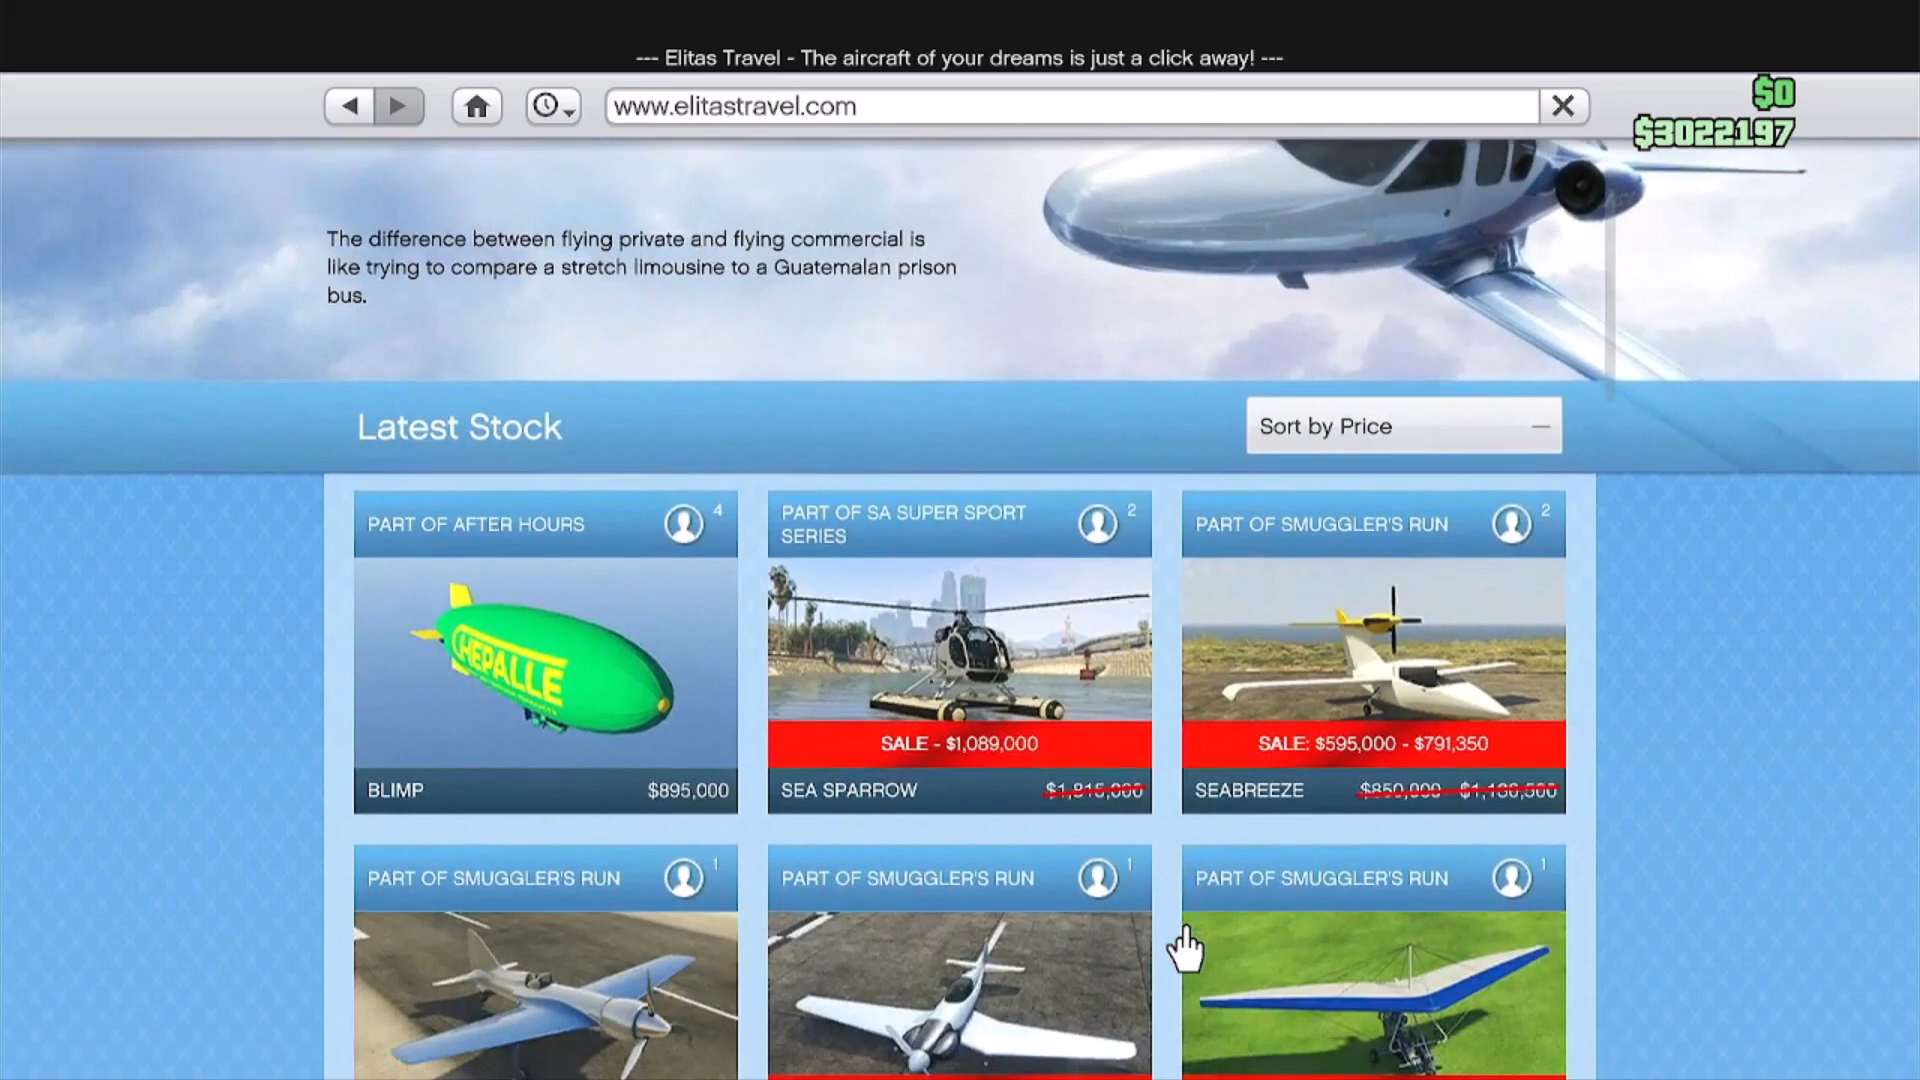 --- Elitas Travel - The aircraft of your dreams is just a click away! ---
www.elitastravel.com
$0
$3022197
The difference between flying private and flying commercial is
like trying to compare a stretch limousine to a Guatemalan prison
bus.
Latest Stock
Sort by Price
PART OF AFTER HOURS
4
PART OF SA SUPER SPORT
SERIES
2
PART OF SMUGGLER'S RUN
2
HEPALLE
SALE - $1,089,000
SALE: $595,000 - $791,350
BLIMP
$895,000
SEA SPARROW
$1,815,000
SEABREEZE
$850,000 - $1,130,500
PART OF SMUGGLER'S RUN
1
PART OF SMUGGLER'S RUN
1
PART OF SMUGGLER'S RUN
1